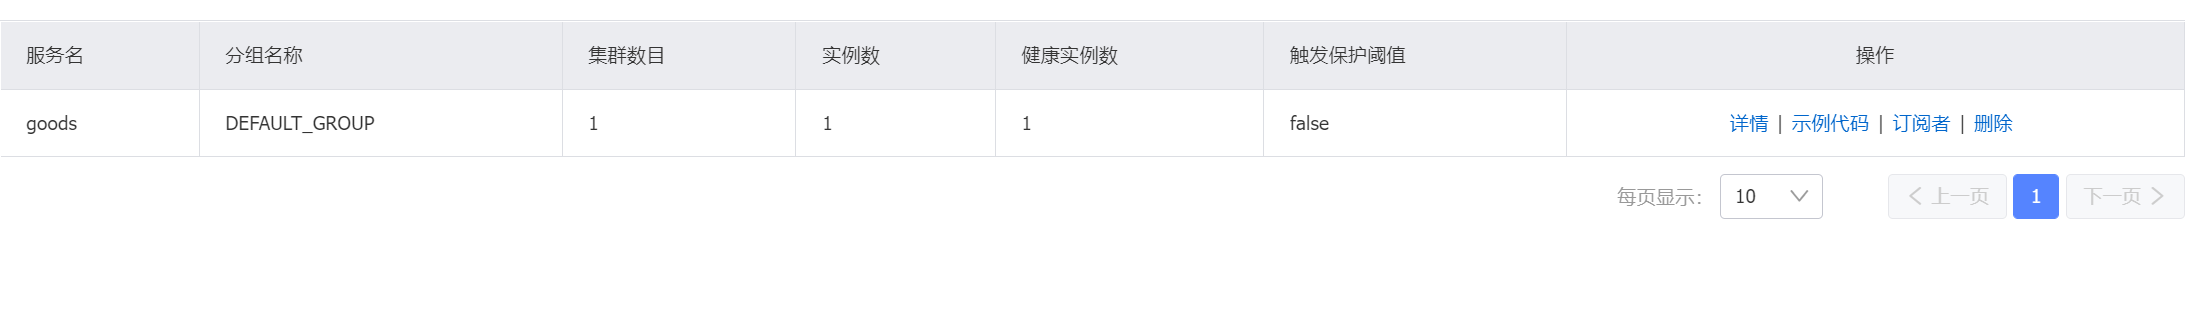 服务名 分组名称 集群数目 实例数 健康实例数 触发保护阈值 操作
goods DEFAULT_GROUP 1 1 1 false 详情 | 示例代码 | 订阅者 | 删除
每页显示: 10 上一页 1 下一页